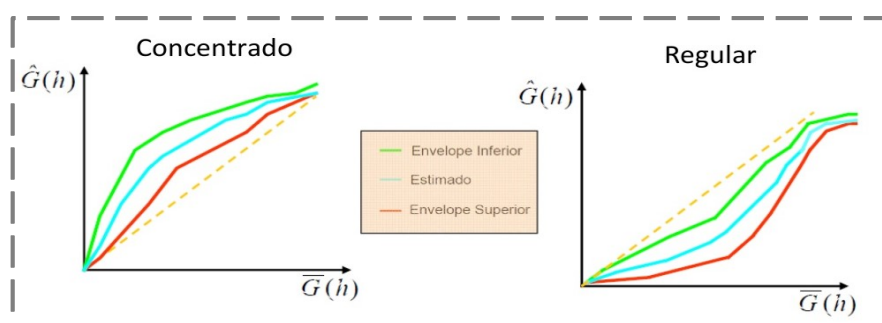 Concentrado
Ĝ(h)
G̅(h)
Envelope Inferior
Estimado
Envelope Superior
Regular
Ĝ(h)
G̅(h)